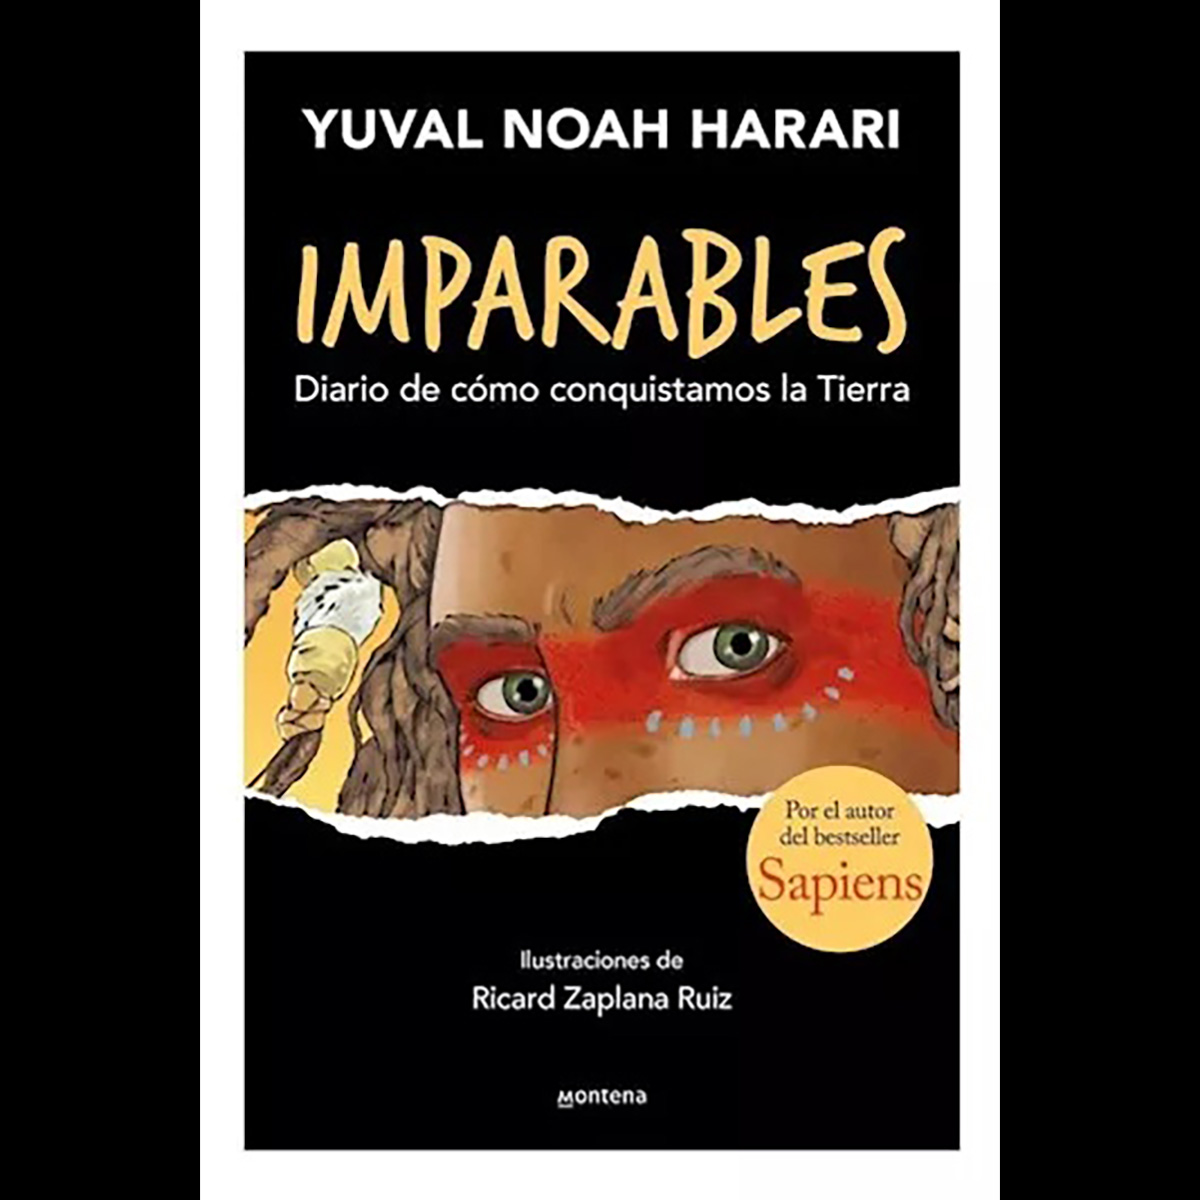 YUVAL NOAH HARARI
IMPARABLES
Diario de cómo conquistamos la Tierra
Por el autor
del bestseller
Sapiens
Ilustraciones de
Ricard Zaplana Ruiz
Montena